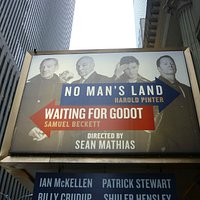 NO MAN'S LAND
HAROLD PINTER
WAITING FOR GODOT
SAMUEL BECKETT
DIRECTED BY
SEAN MATHIAS
IAN McKELLEN PATRICK STEWART
BILLY CRUDUP SHULER HENSLEY